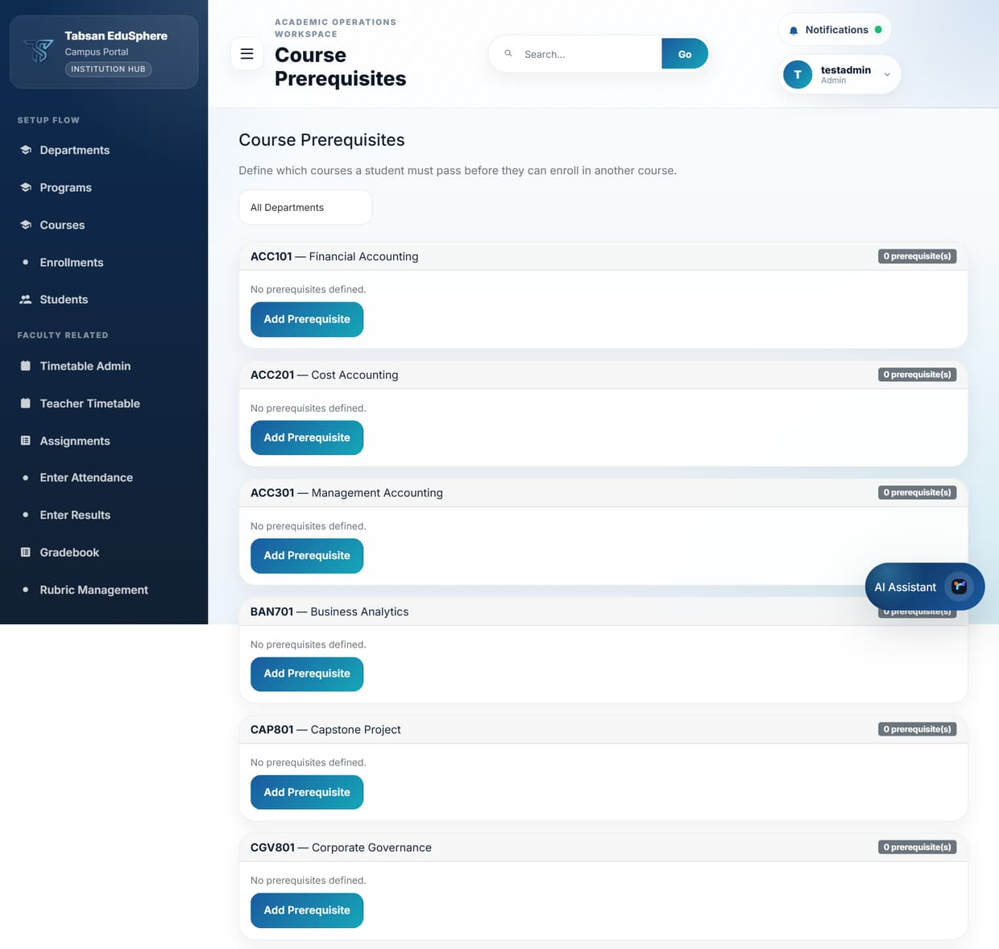 Tabsan EduSphere
Campus Portal
INSTITUTION HUB
SETUP FLOW
Departments
Programs
Courses
Enrollments
Students
FACULTY RELATED
Timetable Admin
Teacher Timetable
Assignments
Enter Attendance
Enter Results
Gradebook
Rubric Management
ACADEMIC OPERATIONS
WORKSPACE
Course
Prerequisites
Search...
Go
Notifications
T
testadmin
Admin
Course Prerequisites
Define which courses a student must pass before they can enroll in another course.
All Departments
ACC101 — Financial Accounting
0 prerequisite(s)
No prerequisites defined.
Add Prerequisite
ACC201 — Cost Accounting
0 prerequisite(s)
No prerequisites defined.
Add Prerequisite
ACC301 — Management Accounting
0 prerequisite(s)
No prerequisites defined.
Add Prerequisite
AI Assistant
BAN701 — Business Analytics
0 prerequisite(s)
No prerequisites defined.
Add Prerequisite
CAP801 — Capstone Project
0 prerequisite(s)
No prerequisites defined.
Add Prerequisite
CGV801 — Corporate Governance
0 prerequisite(s)
No prerequisites defined.
Add Prerequisite